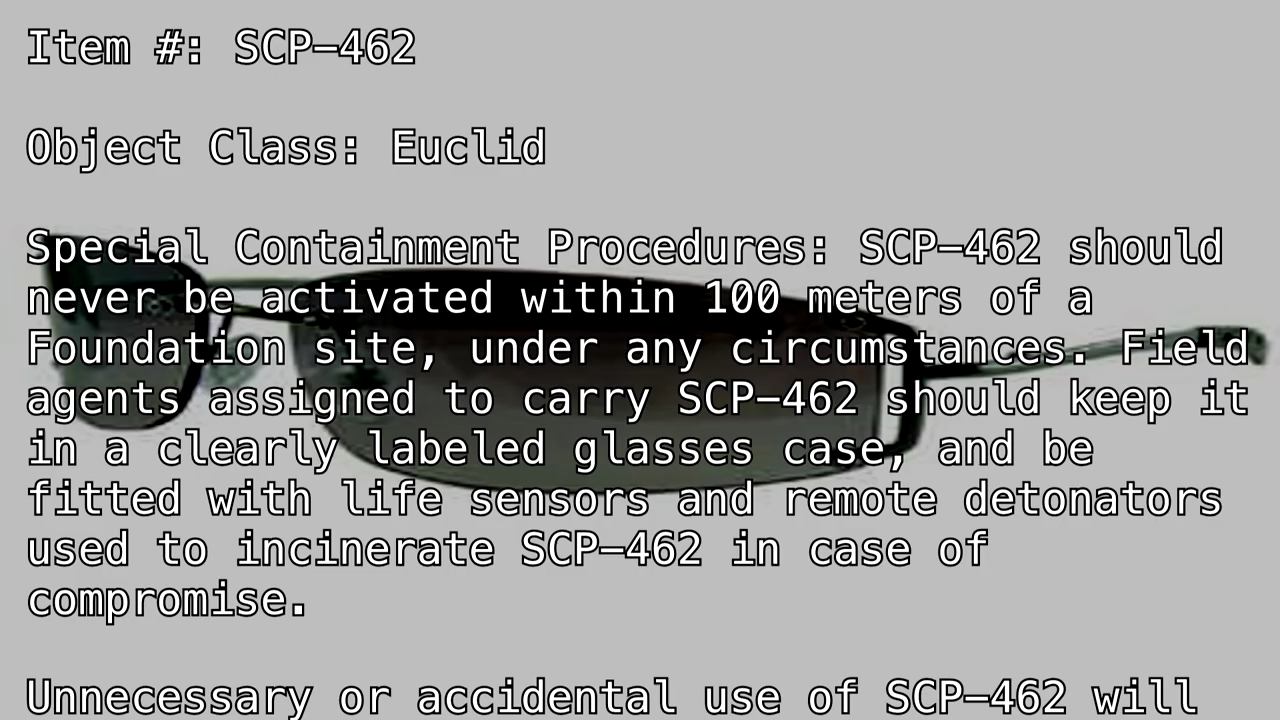 Item #: SCP-462
Object Class: Euclid
Special Containment Procedures: SCP-462 should
never be activated within 100 meters of a
Foundation site, under any circumstances. Field
agents assigned to carry SCP-462 should keep it
in a clearly labeled glasses case, and be
fitted with life sensors and remote detonators
used to incinerate SCP-462 in case of
compromise.
Unnecessary or accidental use of SCP-462 will